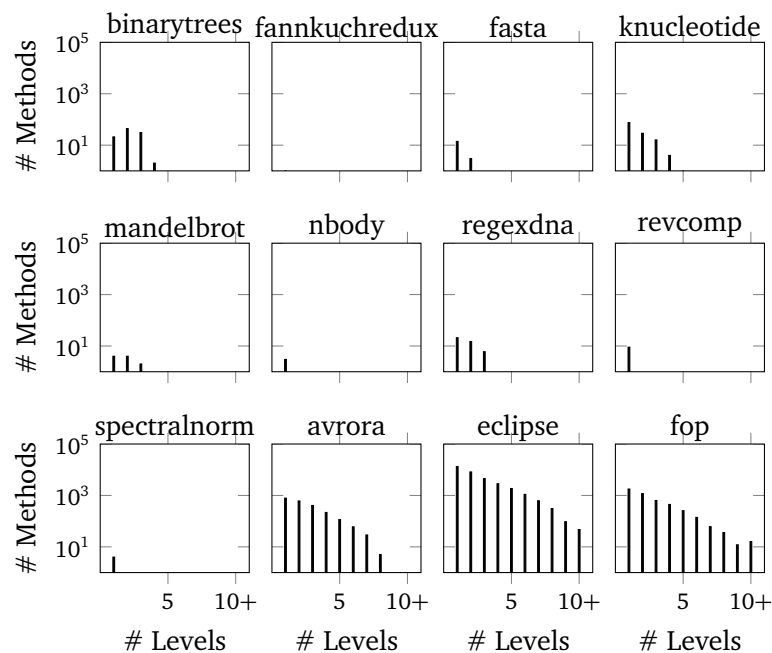 binarytrees fannkuchredux fasta knucleotide
10^5
10^3
10^1
# Methods
mandelbrot nbody regexdna revcomp
10^5
10^3
10^1
# Methods
spectralnorm avrora eclipse fop
10^5
10^3
10^1
# Methods
5 10+ 5 10+ 5 10+ 5 10+
# Levels # Levels # Levels # Levels